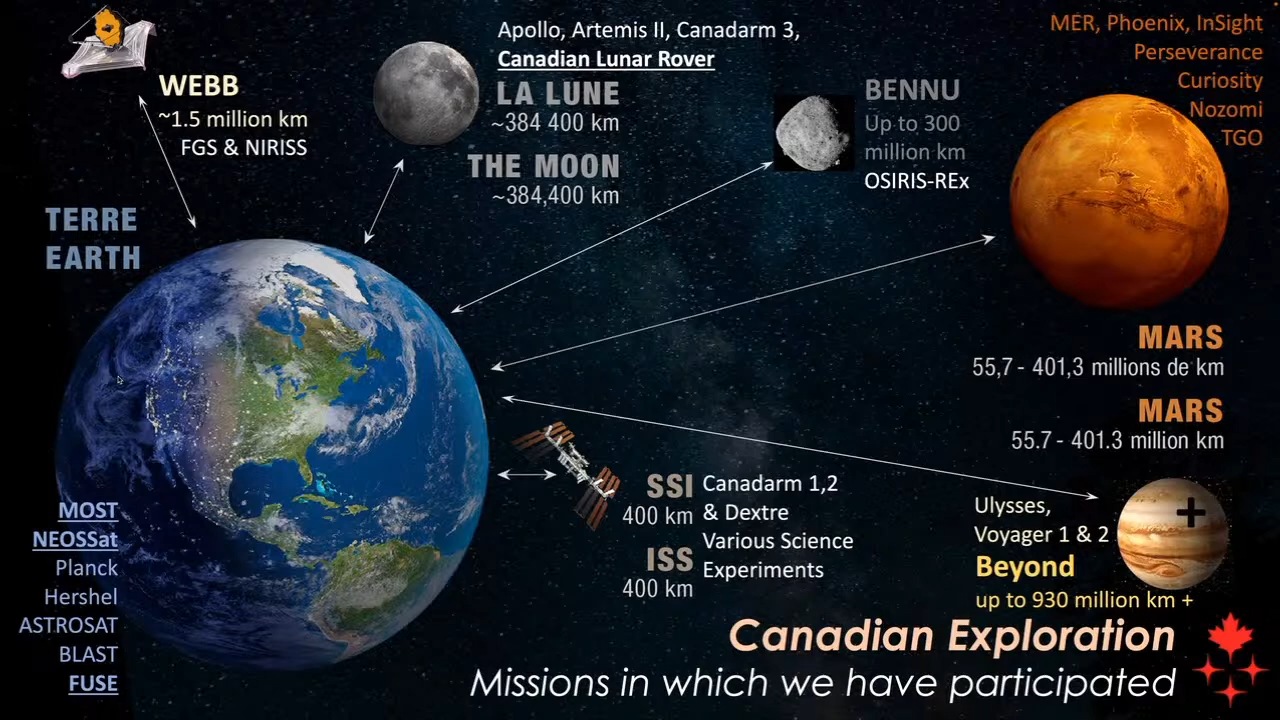 WEBB
~1.5 million km
FGS & NIRISS
Apollo, Artemis II, Canadarm 3,
Canadian Lunar Rover
LA LUNE
~384 400 km
THE MOON
~384,400 km
BENNU
Up to 300
million km
OSIRIS-REx
MER, Phoenix, InSight
Perseverance
Curiosity
Nozomi
TGO
MARS
55,7 - 401,3 millions de km
MARS
55.7 - 401.3 million km
TERRE
EARTH
MOST
NEOSSat
Planck
Hershel
ASTROSAT
BLAST
FUSE
SSI
400 km
ISS
400 km
Canadarm 1,2
& Dextre
Various Science
Experiments
Ulysses,
Voyager 1 & 2
Beyond
up to 930 million km +
+
Canadian Exploration
Missions in which we have participated